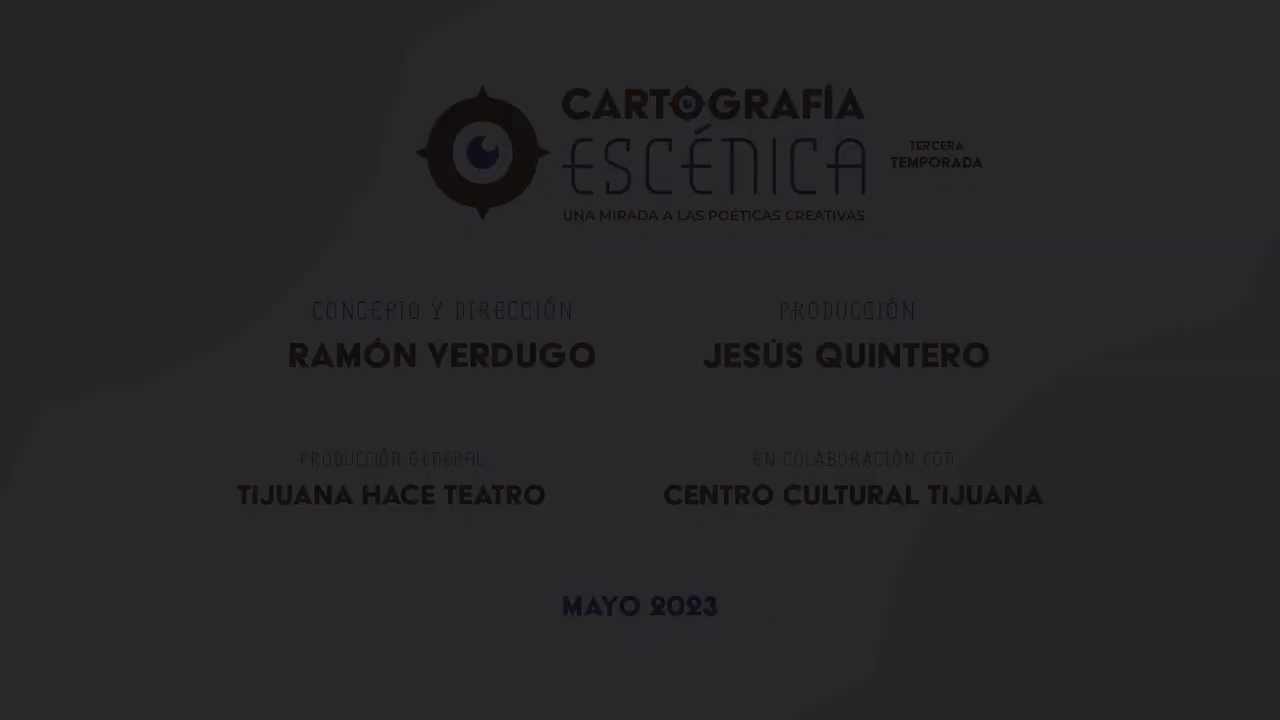 CARTOGRAFÍA
ESCÉNICA
UNA MIRADA A LAS POÉTICAS CREATIVAS
TERCERA
TEMPORADA
CONCEPTO Y DIRECCIÓN
RAMÓN VERDUGO
PRODUCCIÓN
JESÚS QUINTERO
PRODUCCIÓN GENERAL
TIJUANA HACE TEATRO
EN COLABORACIÓN CON
CENTRO CULTURAL TIJUANA
MAYO 2023